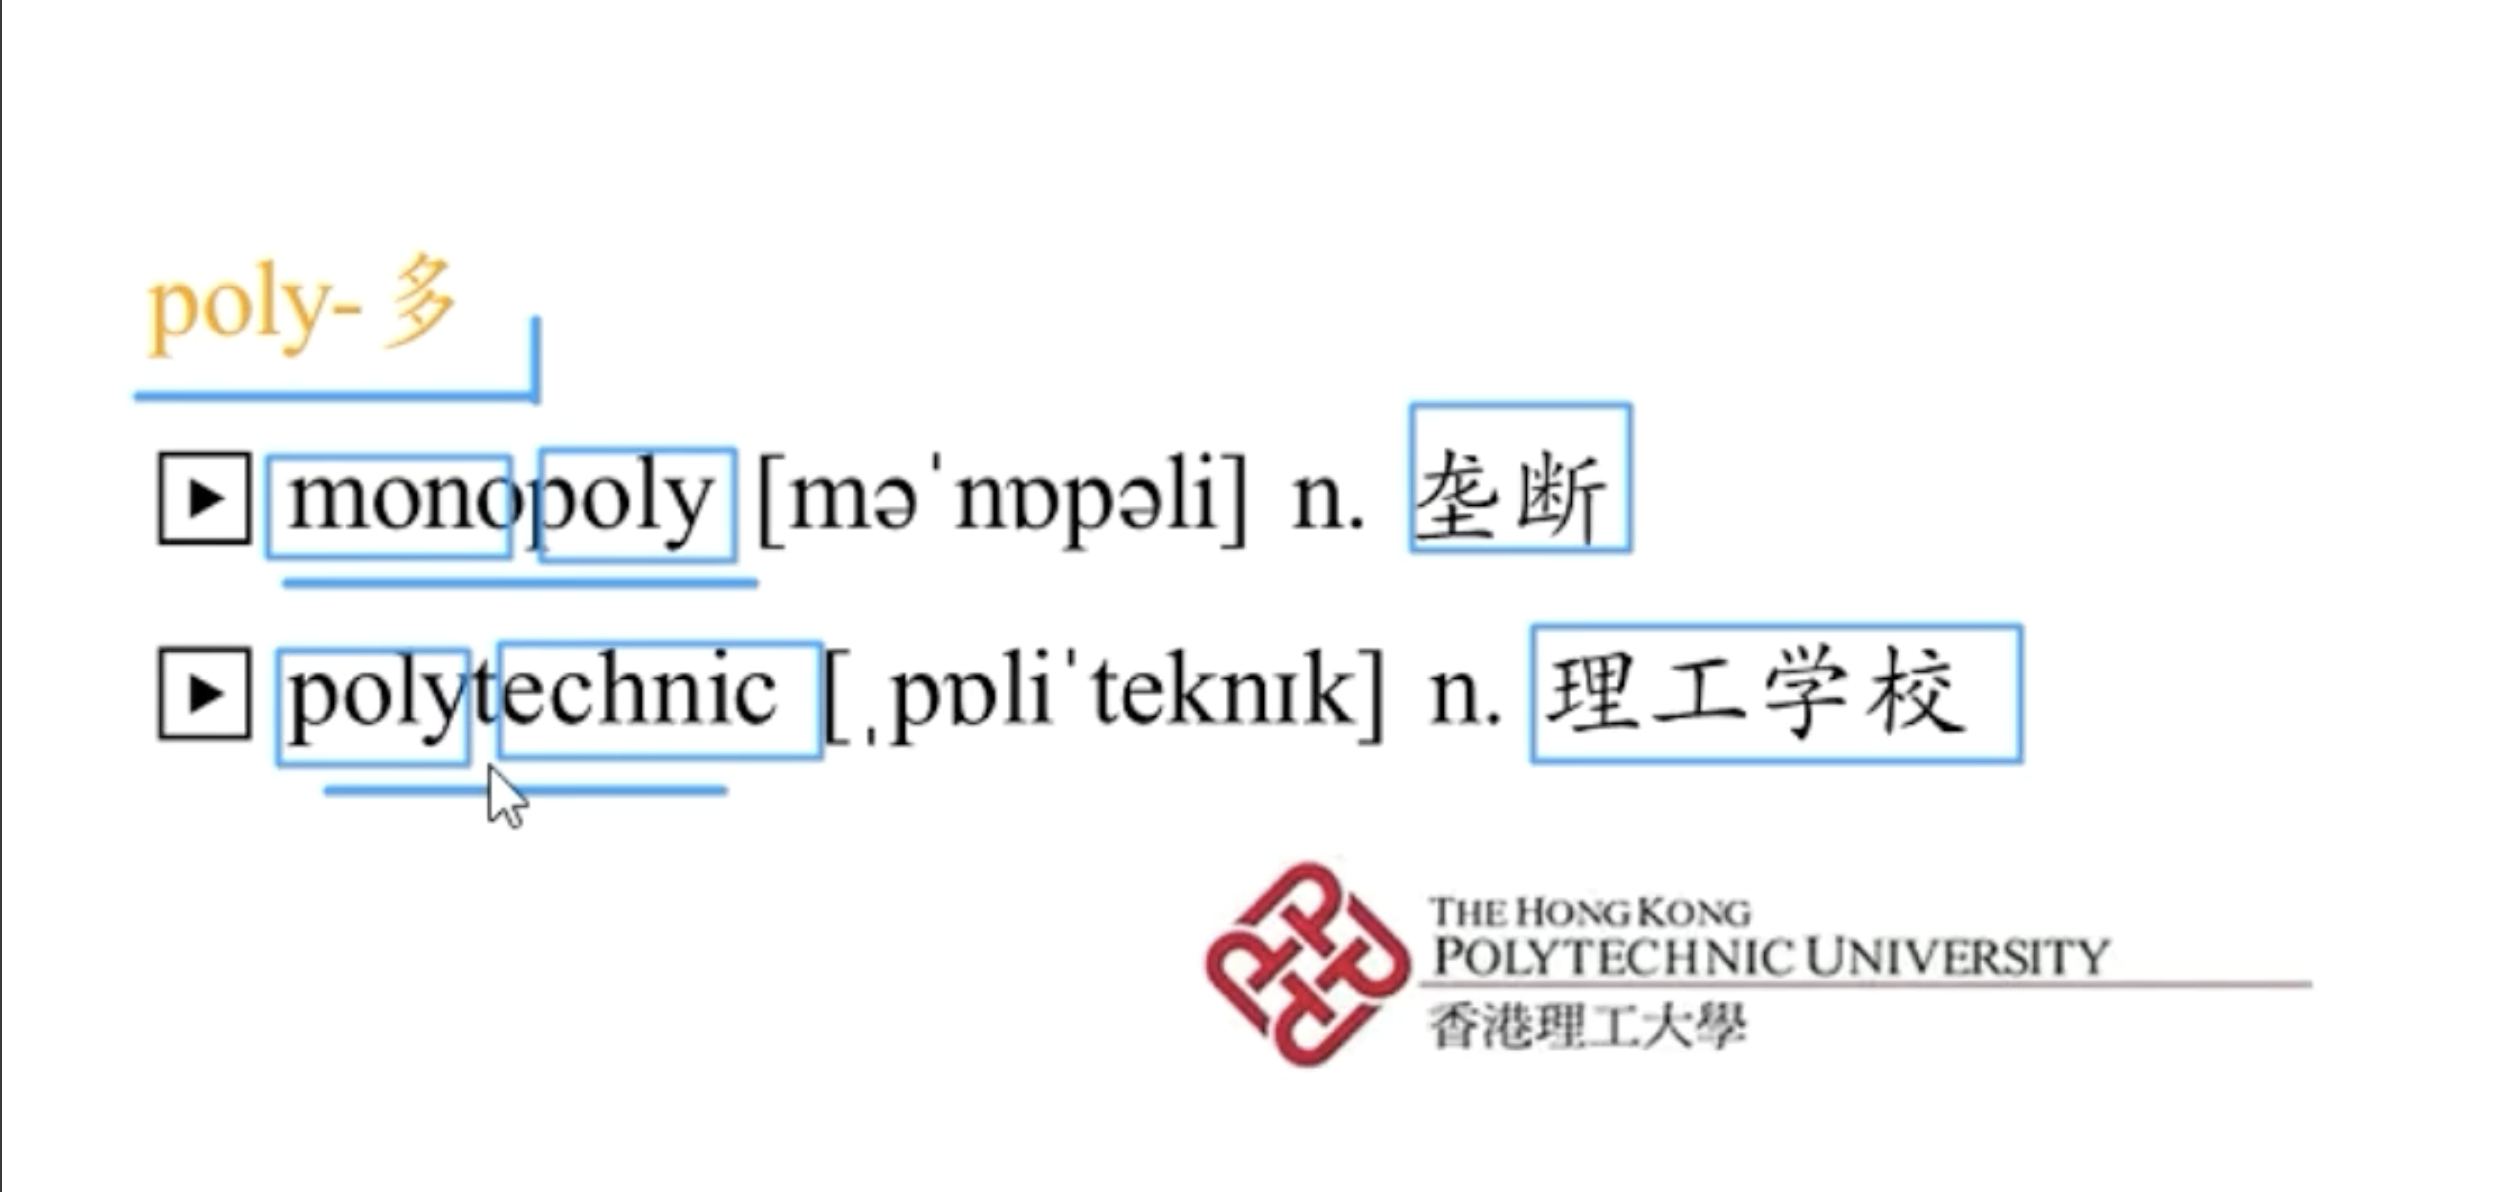 poly- 多
monopoly [məˈnɒpəli] n. 垄断
polytechnic [ˌpɒliˈteknɪk] n. 理工学校
THE HONG KONG
POLYTECHNIC UNIVERSITY
香港理工大學